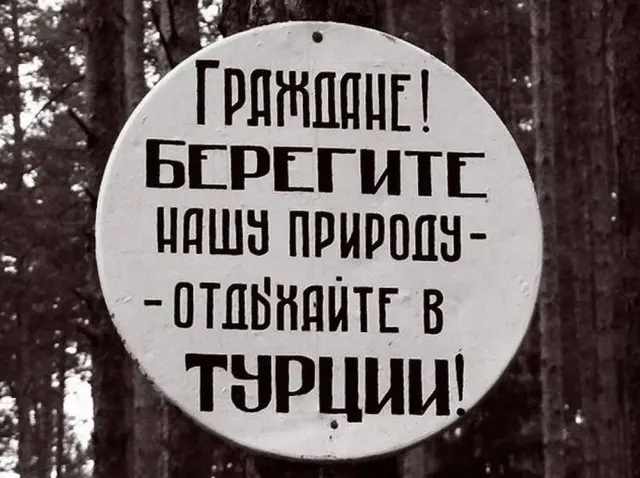 ГРАЖДАНЕ!
БЕРЕГИТЕ
НАШУ ПРИРОДУ-
-ОТДЫХАЙТЕ В
ТУРЦИИ!